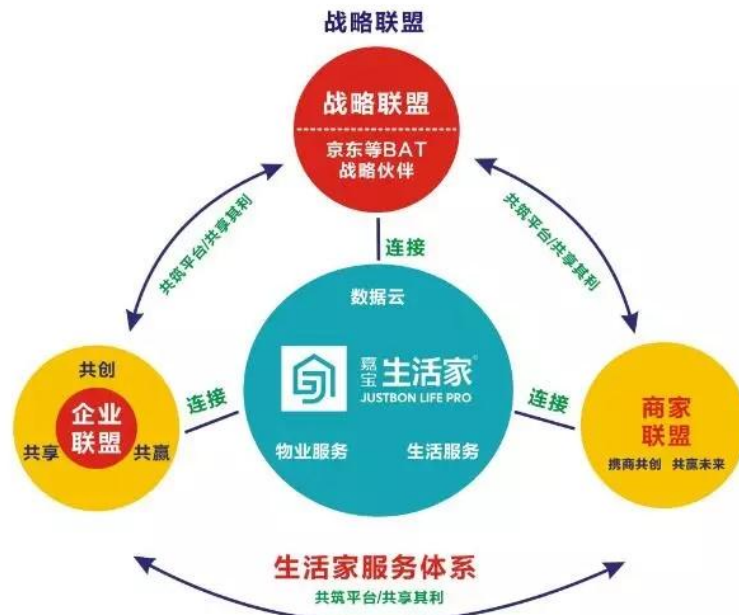 战略联盟
战略联盟
京东等BAT
战略伙伴
共筑平台/共享其利
共筑平台/共享其利
连接
数据云
嘉宝 生活家®
JUSTBON LIFE PRO
物业服务
生活服务
共创
企业
联盟
共享
共赢
连接
连接
商家
联盟
携商共创 共赢未来
生活家服务体系
共筑平台/共享其利